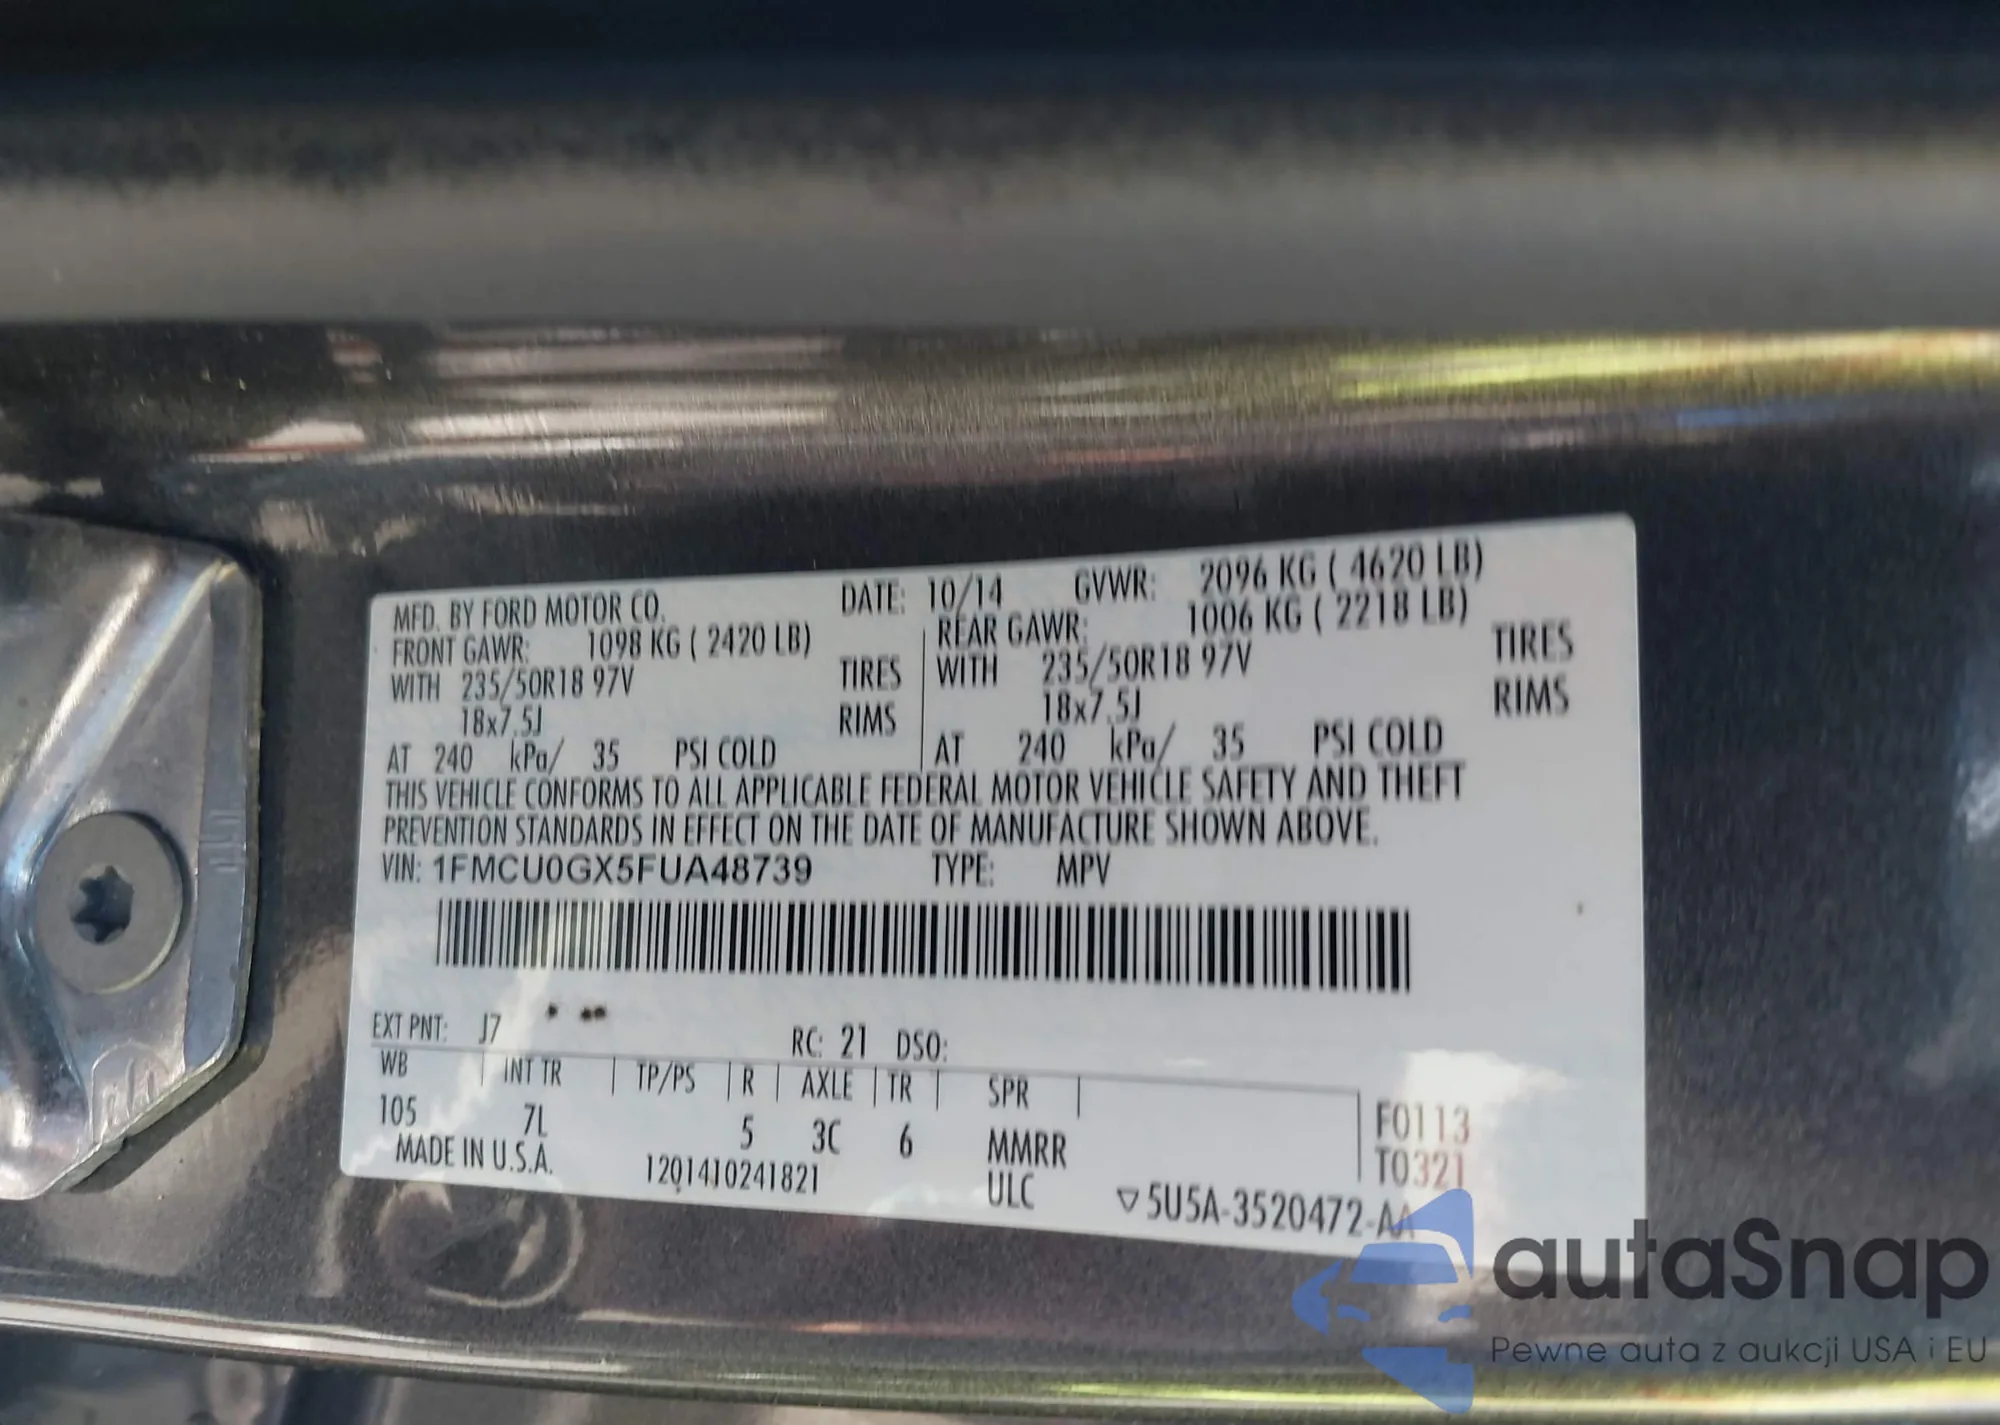 MFD. BY FORD MOTOR CO. DATE: 10/14 GVWR: 2096 KG ( 4620 LB)
FRONT GAWR: 1098 KG ( 2420 LB) REAR GAWR: 1006 KG ( 2218 LB)
WITH 235/50R18 97V TIRES WITH 235/50R18 97V TIRES
18x7.5J RIMS 18x7.5J RIMS
AT 240 kPa/ 35 PSI COLD AT 240 kPa/ 35 PSI COLD
THIS VEHICLE CONFORMS TO ALL APPLICABLE FEDERAL MOTOR VEHICLE SAFETY AND THEFT
PREVENTION STANDARDS IN EFFECT ON THE DATE OF MANUFACTURE SHOWN ABOVE.
VIN: 1FMCU0GX5FUA48739 TYPE: MPV
EXT PNT: J7 RC: 21 DSO:
WB INT TR TP/PS R AXLE TR SPR
105 7L 5 3C 6 MMRR F0113
MADE IN U.S.A. 1201410241821 ULC T0321
▽5U5A-3520472-AA
autaSnap
Pewne auta z aukcji USA i EU